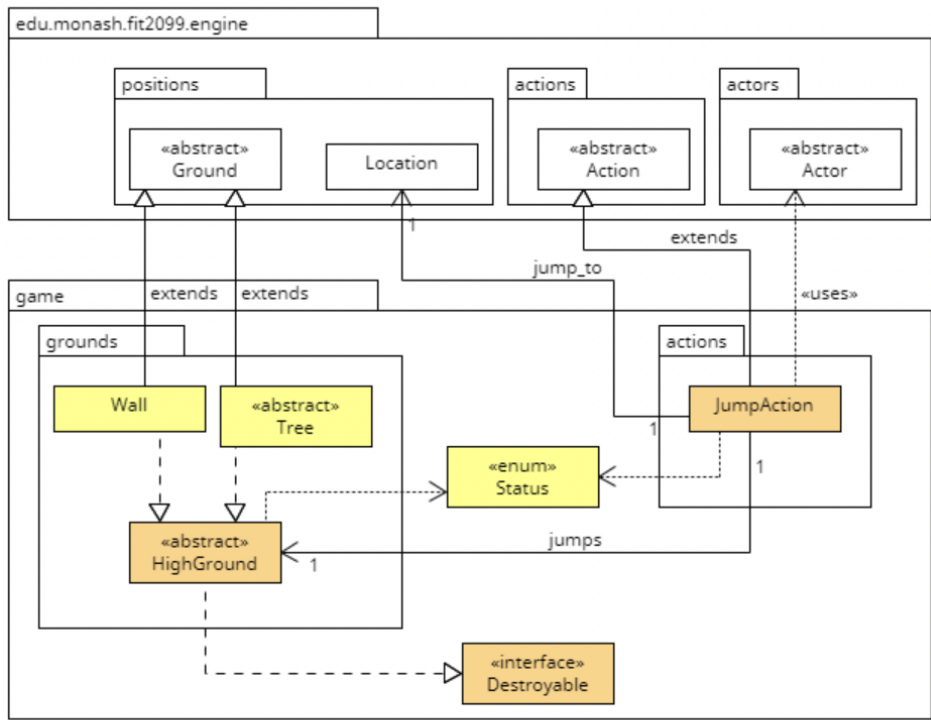 edu.monash.fit2099.engine
positions
actions
actors
«abstract»
Ground
Location
«abstract»
Action
«abstract»
Actor
1
extends
jump_to
game
extends
extends
«uses»
grounds
actions
Wall
«abstract»
Tree
JumpAction
1
«enum»
Status
1
«abstract»
HighGround
jumps
1
«interface»
Destroyable